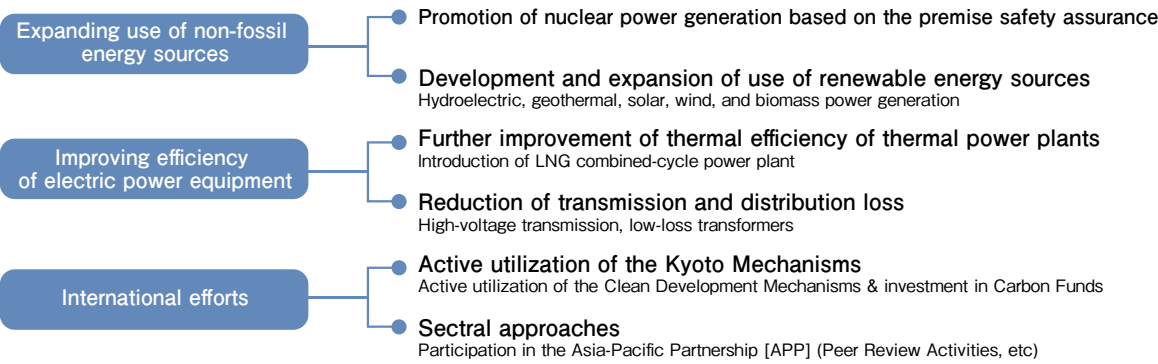 Expanding use of non-fossil
energy sources
Promotion of nuclear power generation based on the premise safety assurance
Development and expansion of use of renewable energy sources
Hydroelectric, geothermal, solar, wind, and biomass power generation
Improving efficiency
of electric power equipment
Further improvement of thermal efficiency of thermal power plants
Introduction of LNG combined-cycle power plant
Reduction of transmission and distribution loss
High-voltage transmission, low-loss transformers
International efforts
Active utilization of the Kyoto Mechanisms
Active utilization of the Clean Development Mechanisms & investment in Carbon Funds
Sectral approaches
Participation in the Asia-Pacific Partnership [APP] (Peer Review Activities, etc)